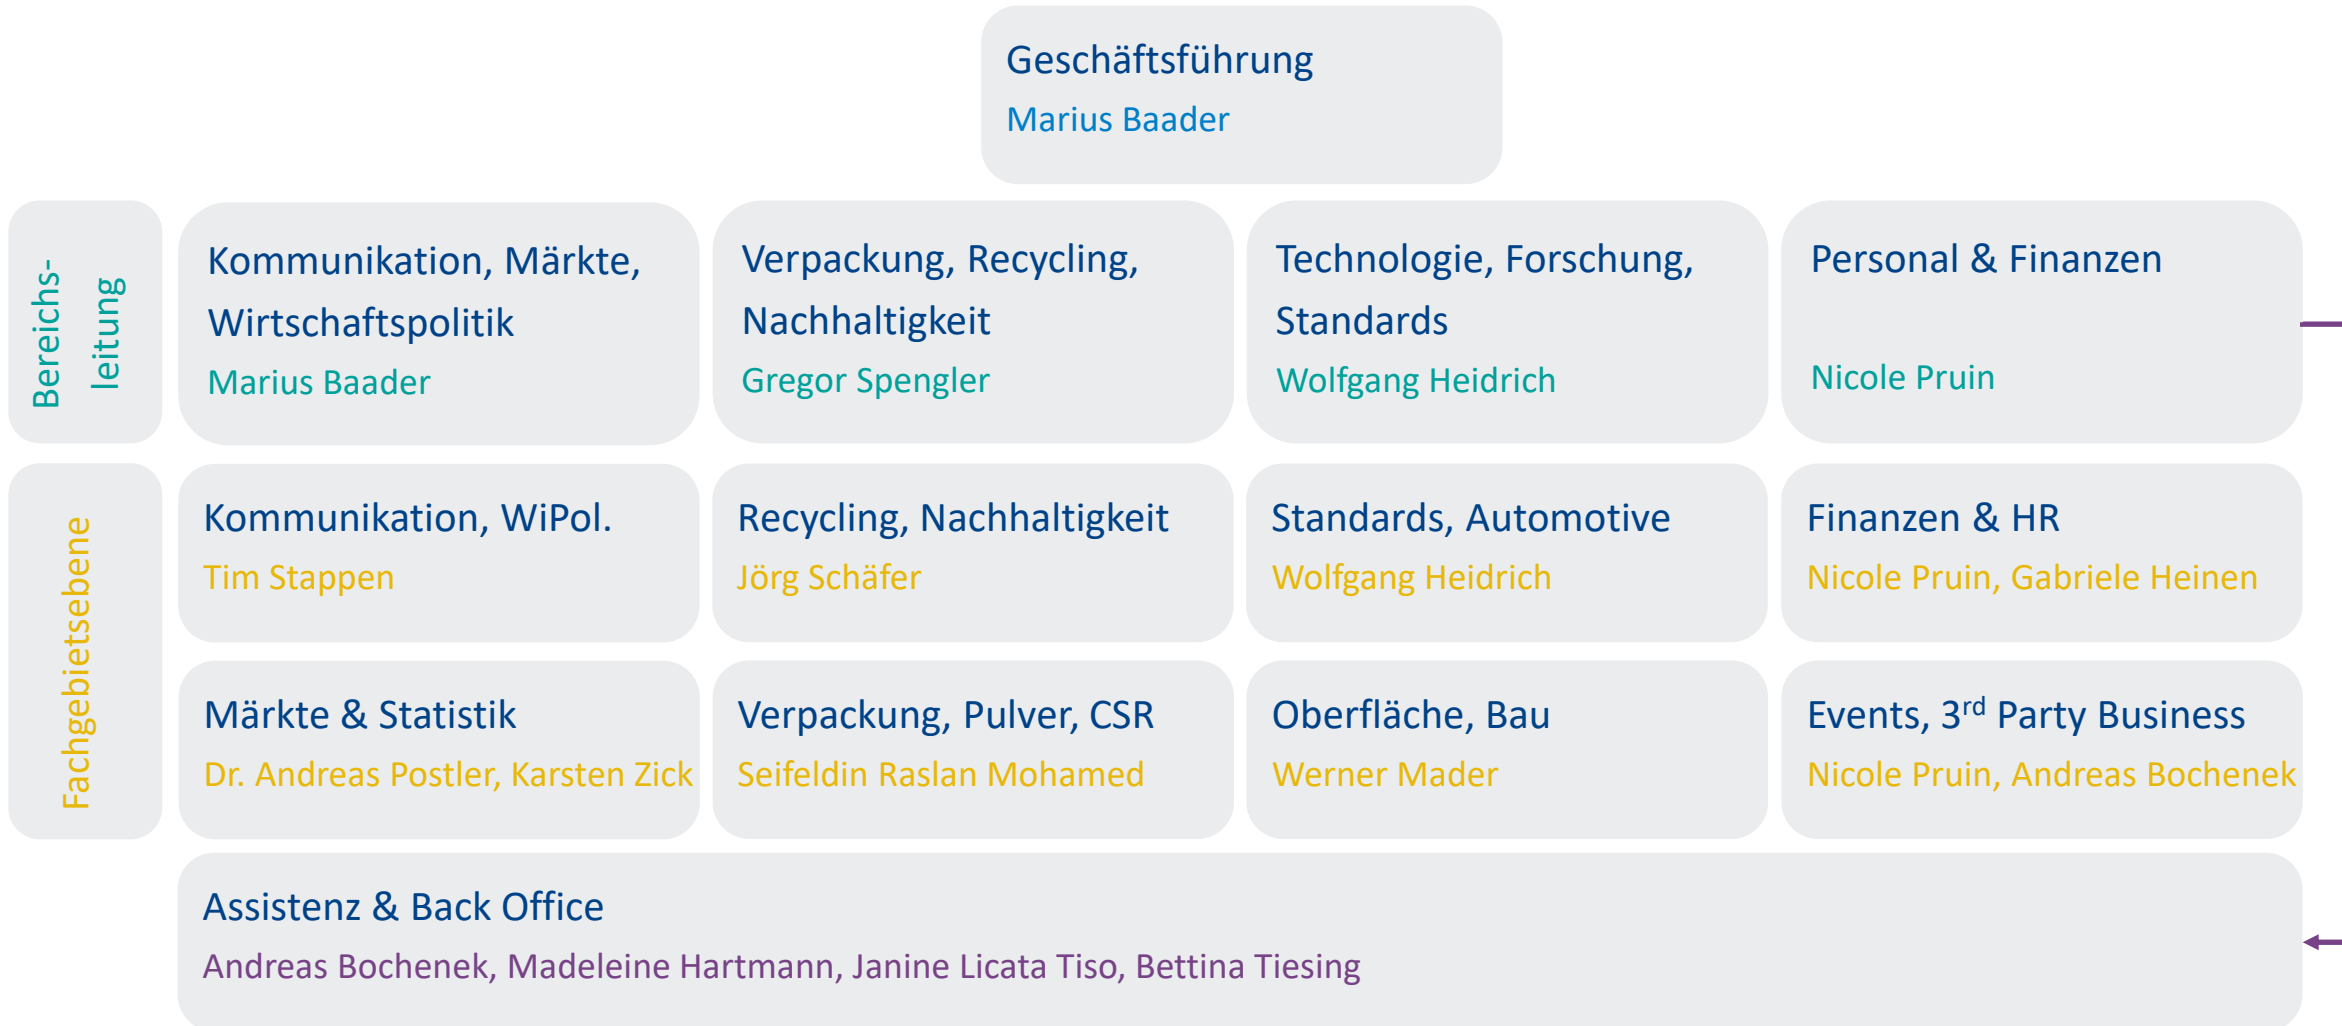 Geschäftsführung
Marius Baader
Bereichs-
leitung
Kommunikation, Märkte,
Wirtschaftspolitik
Marius Baader
Verpackung, Recycling,
Nachhaltigkeit
Gregor Spengler
Technologie, Forschung,
Standards
Wolfgang Heidrich
Personal & Finanzen
Nicole Pruin
Fachgebietsebene
Kommunikation, WiPol.
Tim Stappen
Recycling, Nachhaltigkeit
Jörg Schäfer
Standards, Automotive
Wolfgang Heidrich
Finanzen & HR
Nicole Pruin, Gabriele Heinen
Märkte & Statistik
Dr. Andreas Postler, Karsten Zick
Verpackung, Pulver, CSR
Seifeldin Raslan Mohamed
Oberfläche, Bau
Werner Mader
Events, 3rd Party Business
Nicole Pruin, Andreas Bochenek
Assistenz & Back Office
Andreas Bochenek, Madeleine Hartmann, Janine Licata Tiso, Bettina Tiesing